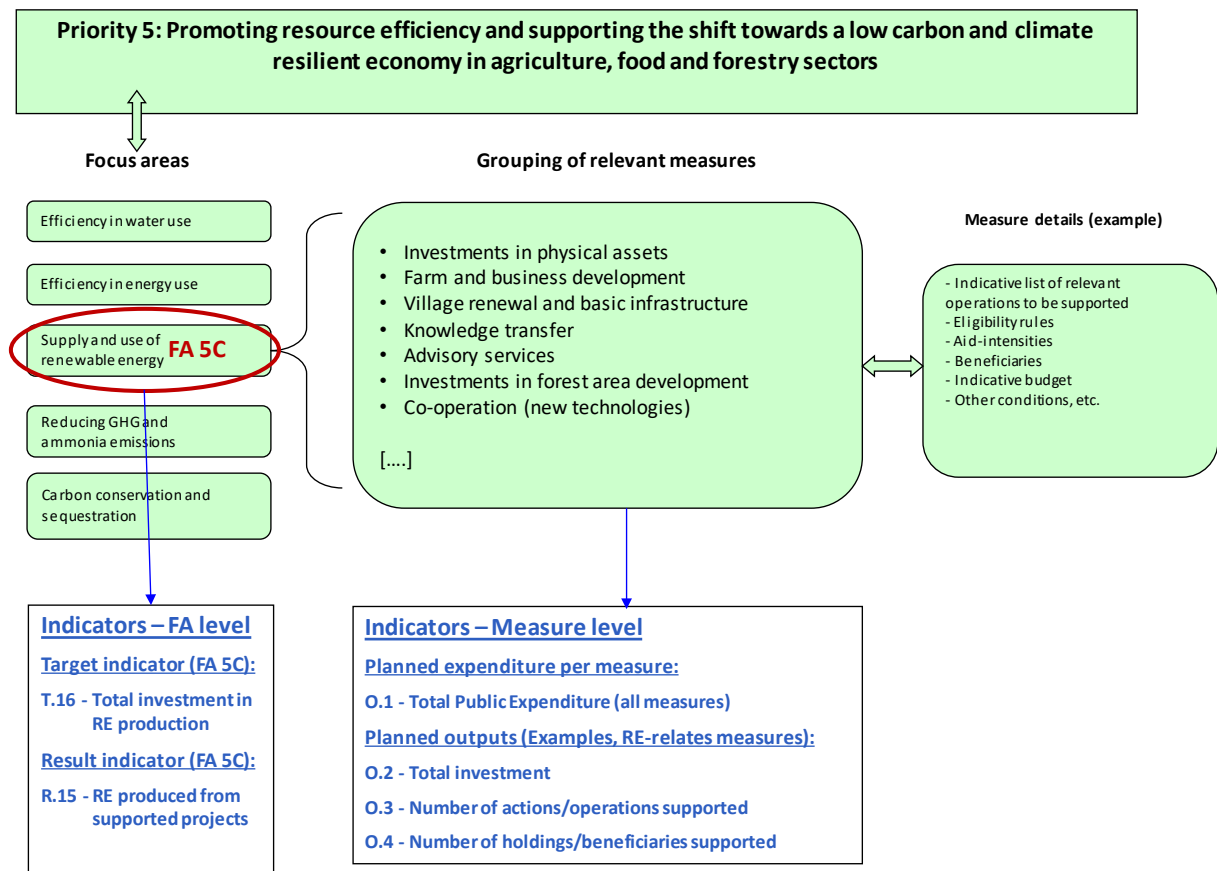 Priority 5: Promoting resource efficiency and supporting the shift towards a low carbon and climate
resilient economy in agriculture, food and forestry sectors
Focus areas
Grouping of relevant measures
Efficiency in water use
Efficiency in energy use
Supply and use of
renewable energy
FA 5C
Reducing GHG and
ammonia emissions
Carbon conservation and
sequestration
• Investments in physical assets
• Farm and business development
• Village renewal and basic infrastructure
• Knowledge transfer
• Advisory services
• Investments in forest area development
• Co-operation (new technologies)
[....]
Measure details (example)
- Indicative list of relevant
operations to be supported
- Eligibility rules
- Aid-intensities
- Beneficiaries
- Indicative budget
- Other conditions, etc.
Indicators – FA level
Target indicator (FA 5C):
T.16 - Total investment in
RE production
Result indicator (FA 5C):
R.15 - RE produced from
supported projects
Indicators – Measure level
Planned expenditure per measure:
O.1 - Total Public Expenditure (all measures)
Planned outputs (Examples, RE-relates measures):
O.2 - Total investment
O.3 - Number of actions/operations supported
O.4 - Number of holdings/beneficiaries supported